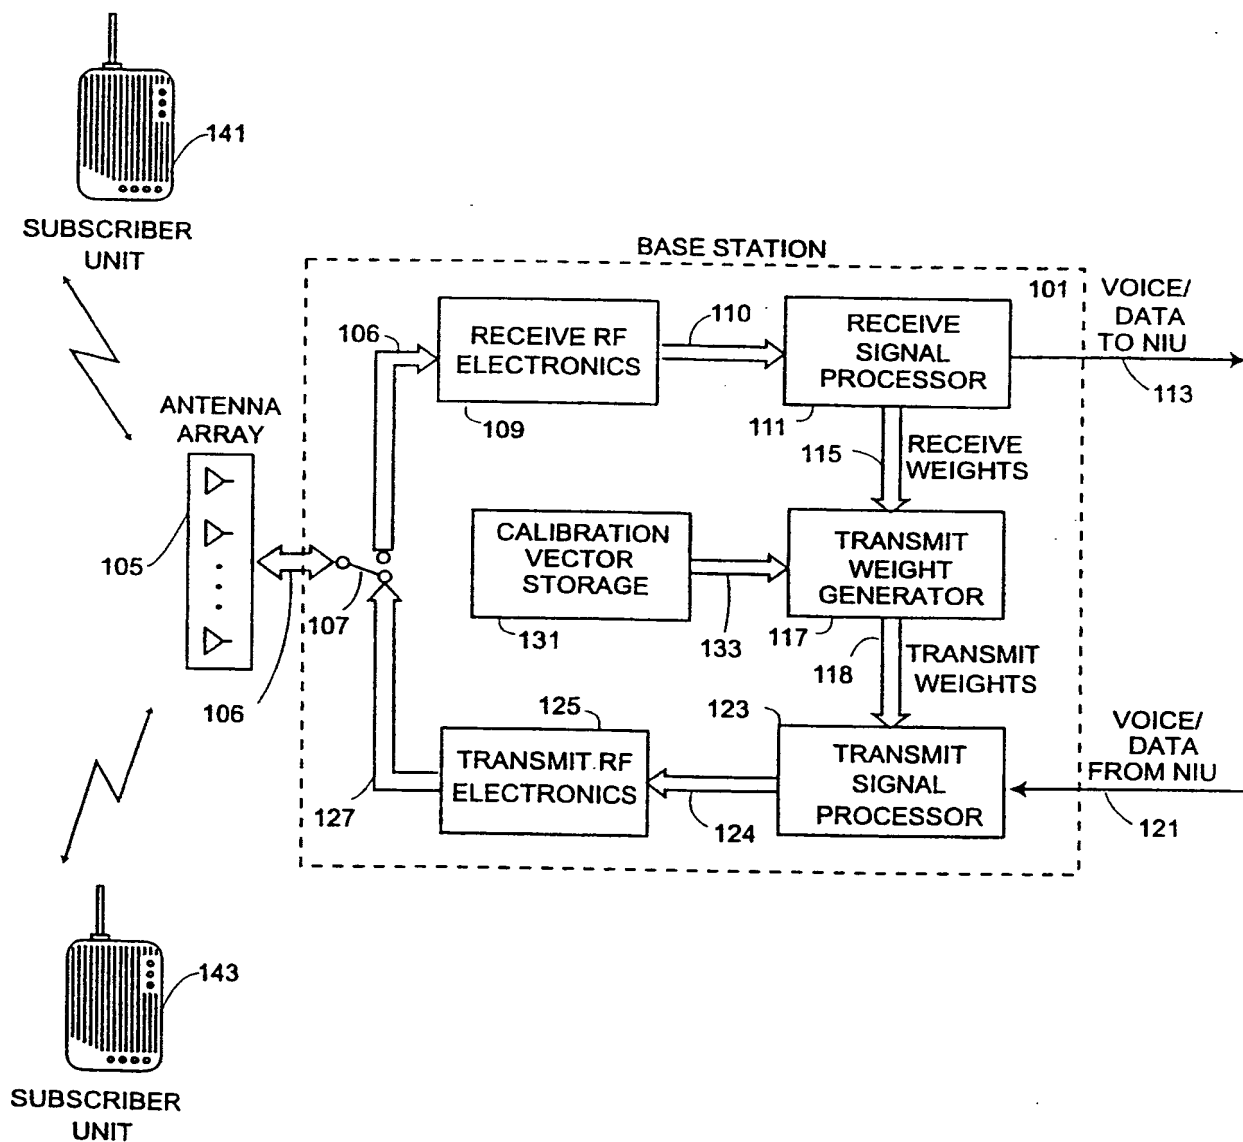 141
SUBSCRIBER
UNIT
BASE STATION
101
VOICE/
DATA
TO NIU
113
106
RECEIVE RF
ELECTRONICS
109
110
RECEIVE
SIGNAL
PROCESSOR
111
115
RECEIVE
WEIGHTS
ANTENNA
ARRAY
105
106
107
CALIBRATION
VECTOR
STORAGE
131
133
TRANSMIT
WEIGHT
GENERATOR
117
118
TRANSMIT
WEIGHTS
125
TRANSMIT RF
ELECTRONICS
127
124
123
TRANSMIT
SIGNAL
PROCESSOR
VOICE/
DATA
FROM NIU
121
143
SUBSCRIBER
UNIT